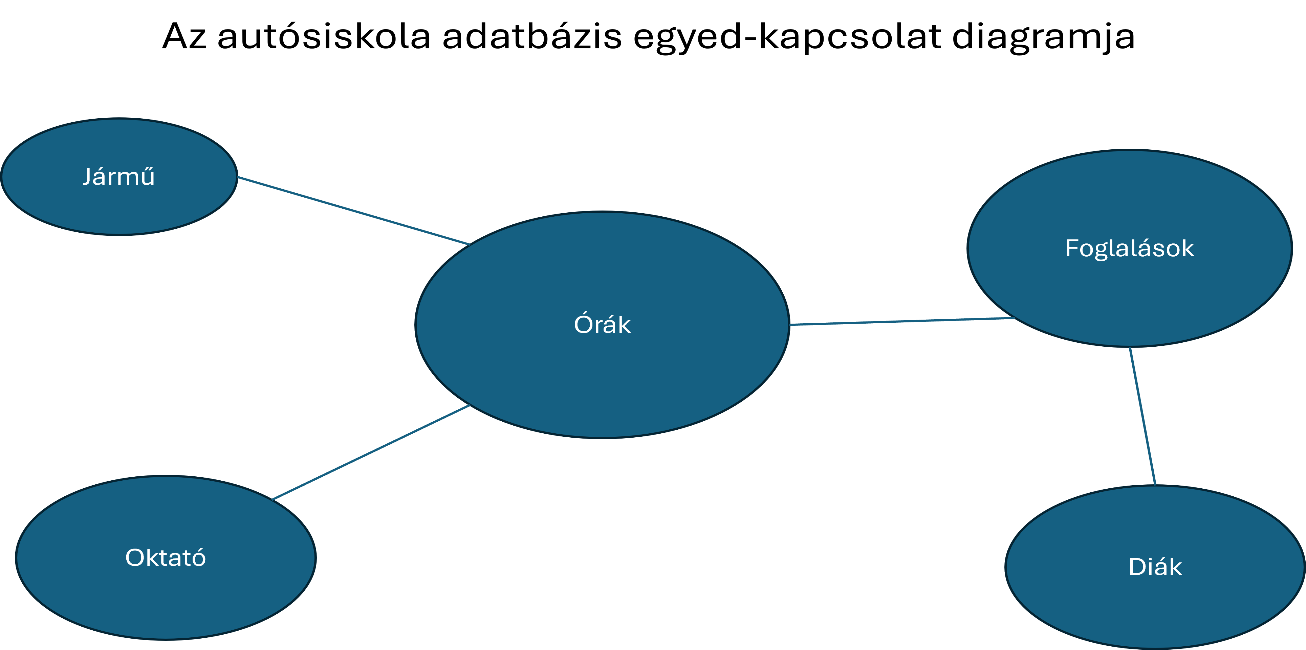 Az autósiskola adatbázis egyed-kapcsolat diagramja
Jármű
Foglalások
Órák
Oktató
Diák